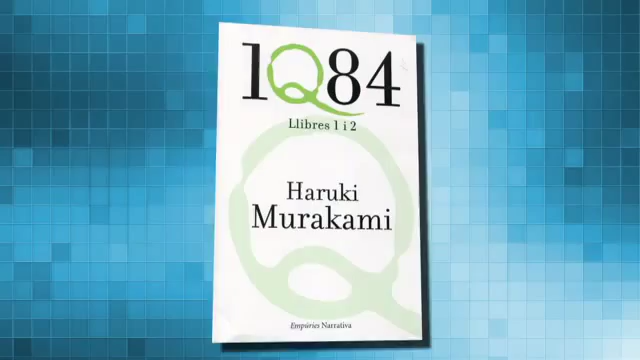 1Q84
Llibres 1 i 2
Haruki
Murakami
Empúries Narrativa